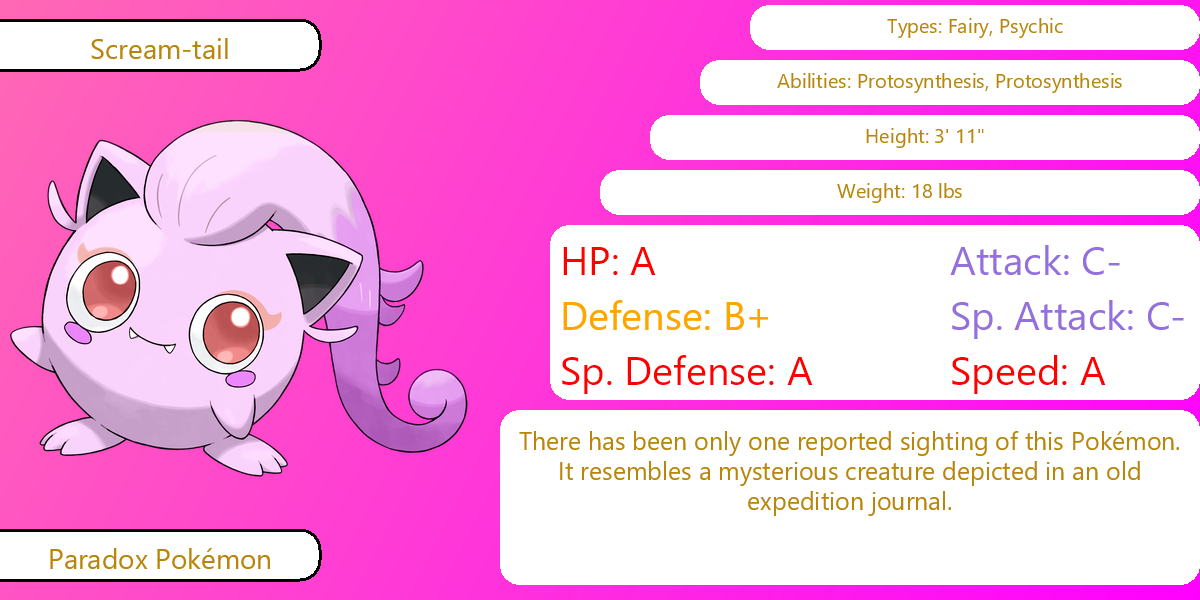 Scream-tail
Types: Fairy, Psychic
Abilities: Protosynthesis, Protosynthesis
Height: 3' 11"
Weight: 18 lbs
HP: A
Attack: C-
Defense: B+
Sp. Attack: C-
Sp. Defense: A
Speed: A
There has been only one reported sighting of this Pokémon.
It resembles a mysterious creature depicted in an old
expedition journal.
Paradox Pokémon